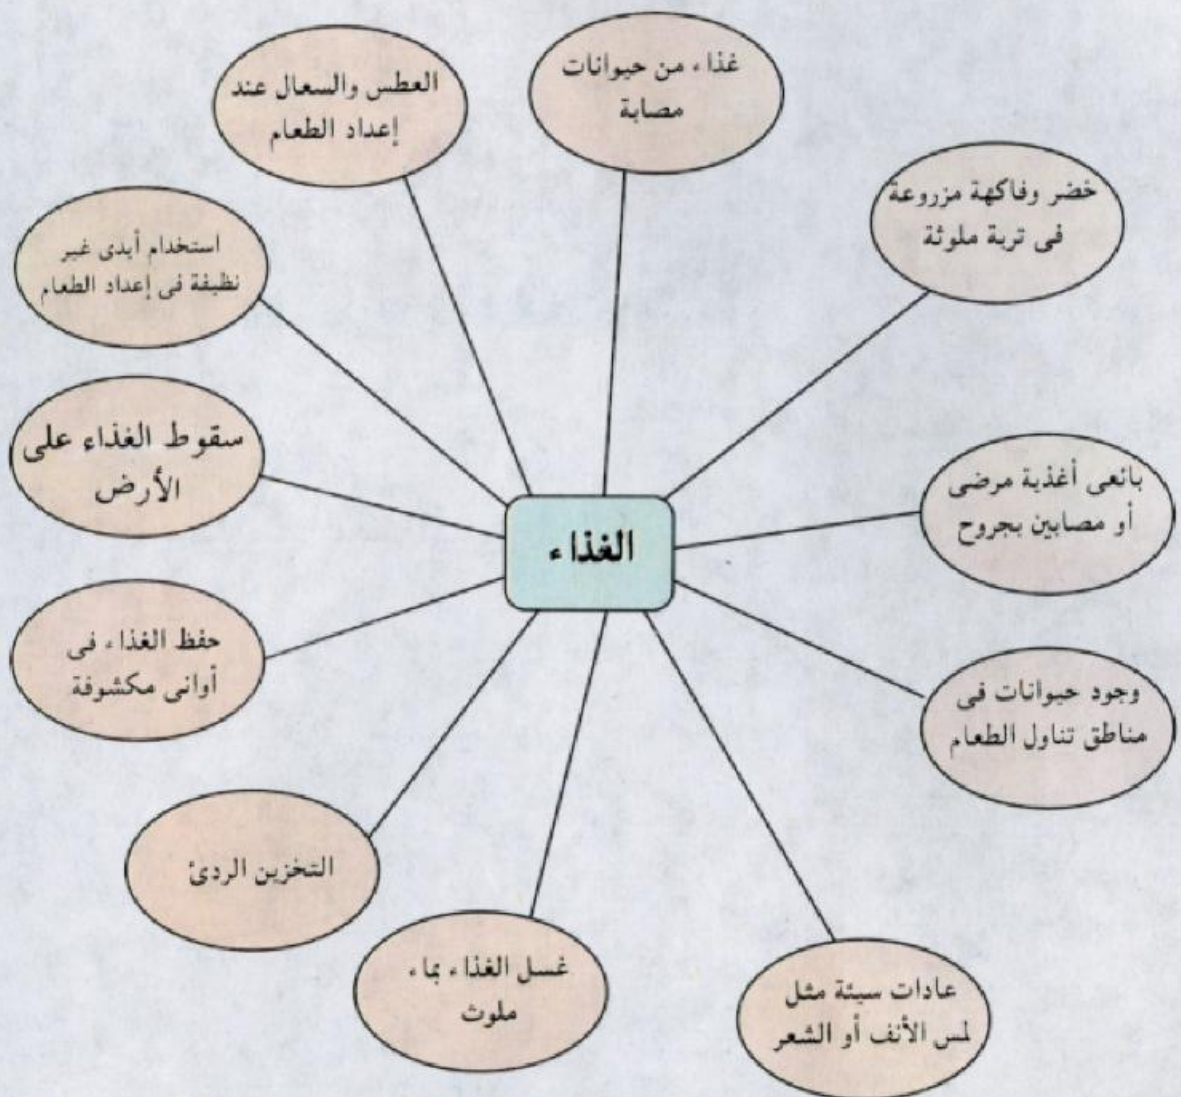 غذاء من حيوانات
مصابة
العطس والسعال عند
إعداد الطعام
خضر وفاكهة مزروعة
فى تربة ملوثة
استخدام أيدى غير
نظيفة فى إعداد الطعام
سقوط الغذاء على
الأرض
بائعى أغذية مرضى
أو مصابين بجروح
الغذاء
حفظ الغذاء فى
أوانى مكشوفة
وجود حيوانات فى
مناطق تناول الطعام
التخزين الردئ
غسل الغذاء بماء
ملوث
عادات سيئة مثل
لمس الأنف أو الشعر